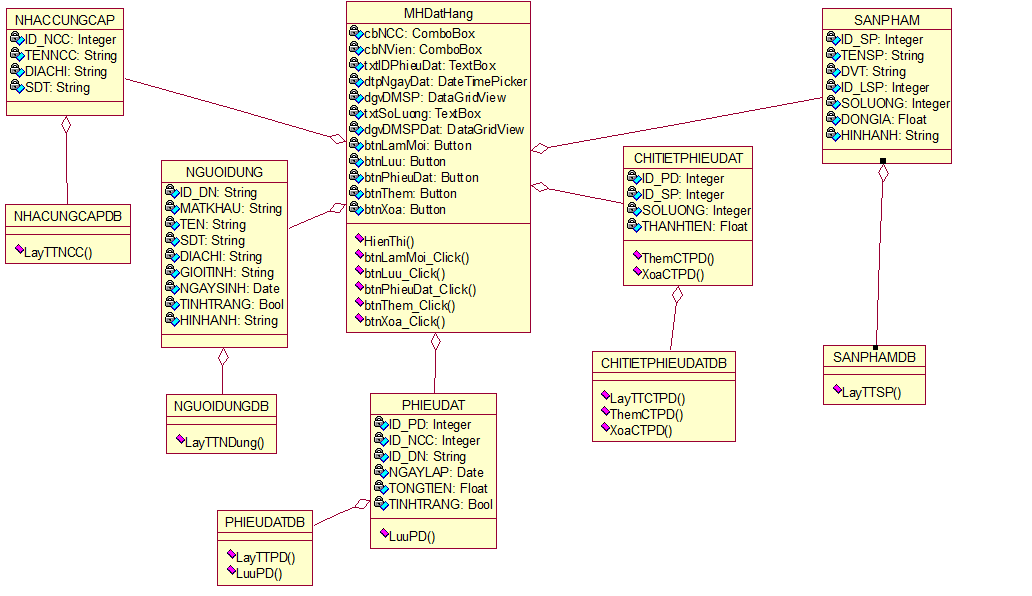 NHACCUNGCAP
ID_NCC: Integer
TENNCC: String
DIACHI: String
SDT: String
MHDatHang
cbNCC: ComboBox
cbNVien: ComboBox
txtIDPhieuDat: TextBox
dtpNgayDat: DateTimePicker
dgvDMSP: DataGridView
txtSoLuong: TextBox
dgvDMSPDat: DataGridView
btnLamMoi: Button
btnLuu: Button
btnPhieuDat: Button
btnThem: Button
btnXoa: Button
HienThi()
btnLamMoi_Click()
btnLuu_Click()
btnPhieuDat_Click()
btnThem_Click()
btnXoa_Click()
SANPHAM
ID_SP: Integer
TENSP: String
DVT: String
ID_LSP: Integer
SOLUONG: Integer
DONGIA: Float
HINHANH: String
NGUOIDUNG
ID_DN: String
MATKHAU: String
TEN: String
SDT: String
DIACHI: String
GIOITINH: String
NGAYSINH: Date
TINHTRANG: Bool
HINHANH: String
CHITIETPHIEUDAT
ID_PD: Integer
ID_SP: Integer
SOLUONG: Integer
THANHTIEN: Float
ThemCTPD()
XoaCTPD()
NHACUNGCAPDB
LayTTNCC()
CHITIETPHIEUDATDB
LayTTCTPD()
ThemCTPD()
XoaCTPD()
SANPHAMDB
LayTTSP()
NGUOIDUNGDB
LayTTNDung()
PHIEUDAT
ID_PD: Integer
ID_NCC: Integer
ID_DN: String
NGAYLAP: Date
TONGTIEN: Float
TINHTRANG: Bool
LuuPD()
PHIEUDATDB
LayTTPD()
LuuPD()